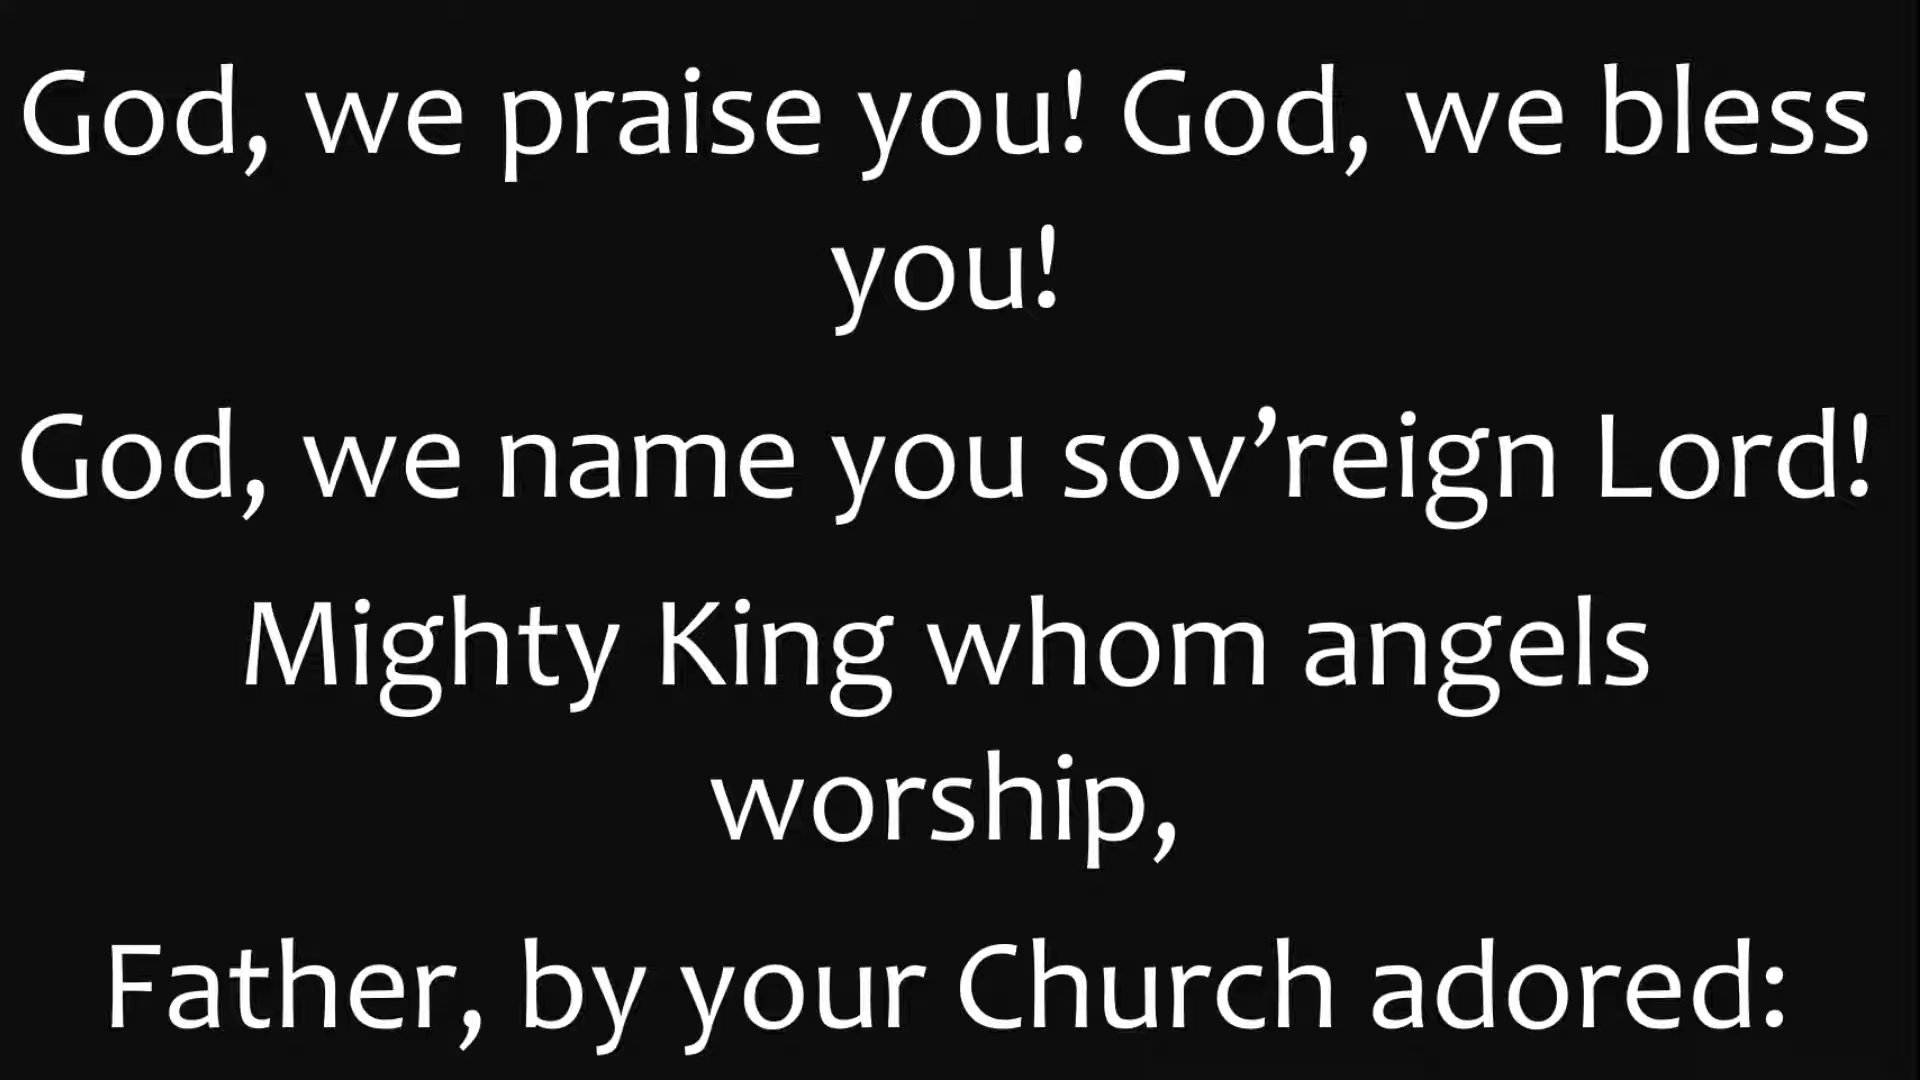 God, we praise you! God, we bless
you!
God, we name you sov’reign Lord!
Mighty King whom angels
worship,
Father, by your Church adored: